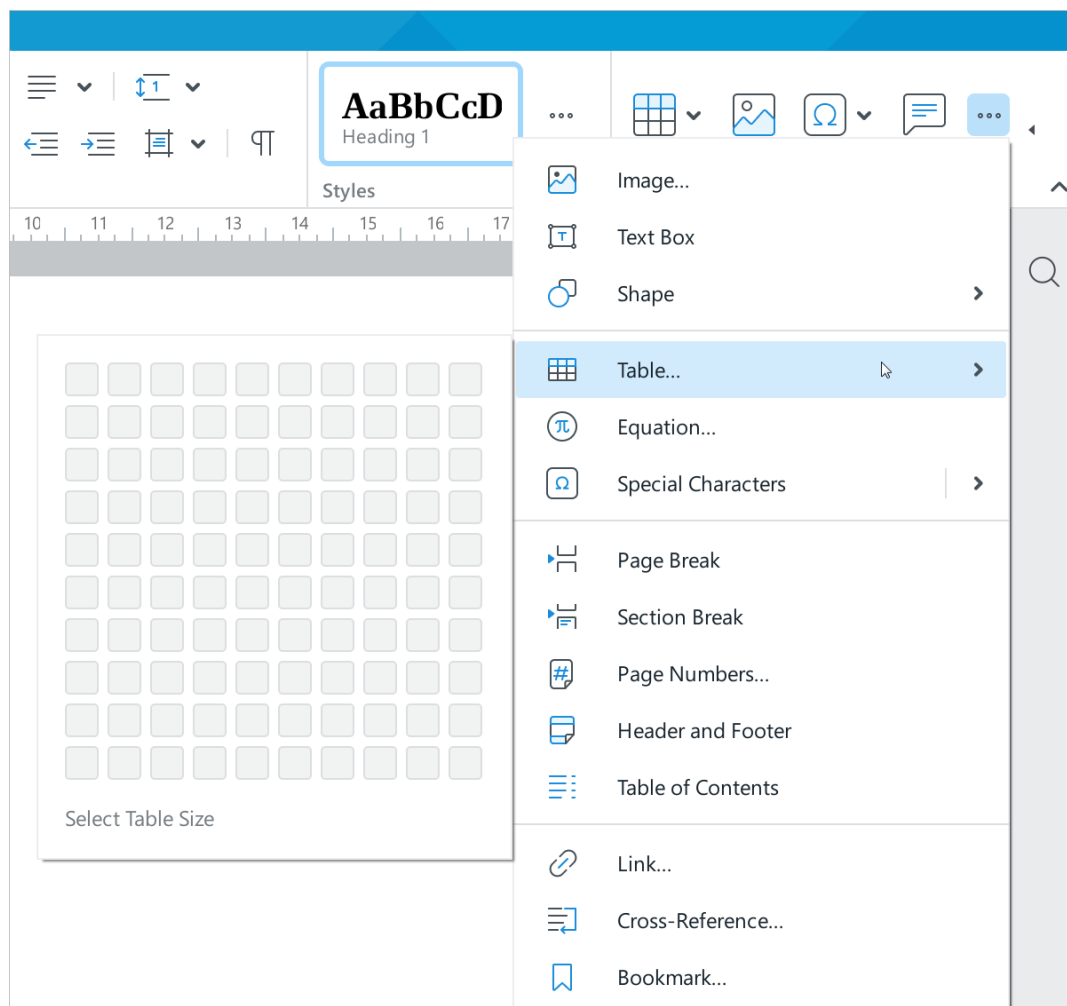 1
AaBbCcD
Heading 1
Styles
Ω
10 11 12 13 14 15 16 17
Image...
T
Text Box
Shape
Table...
π
Equation...
Ω
Special Characters
Page Break
Section Break
#
Page Numbers...
Header and Footer
Table of Contents
Select Table Size
Link...
Cross-Reference...
Bookmark...